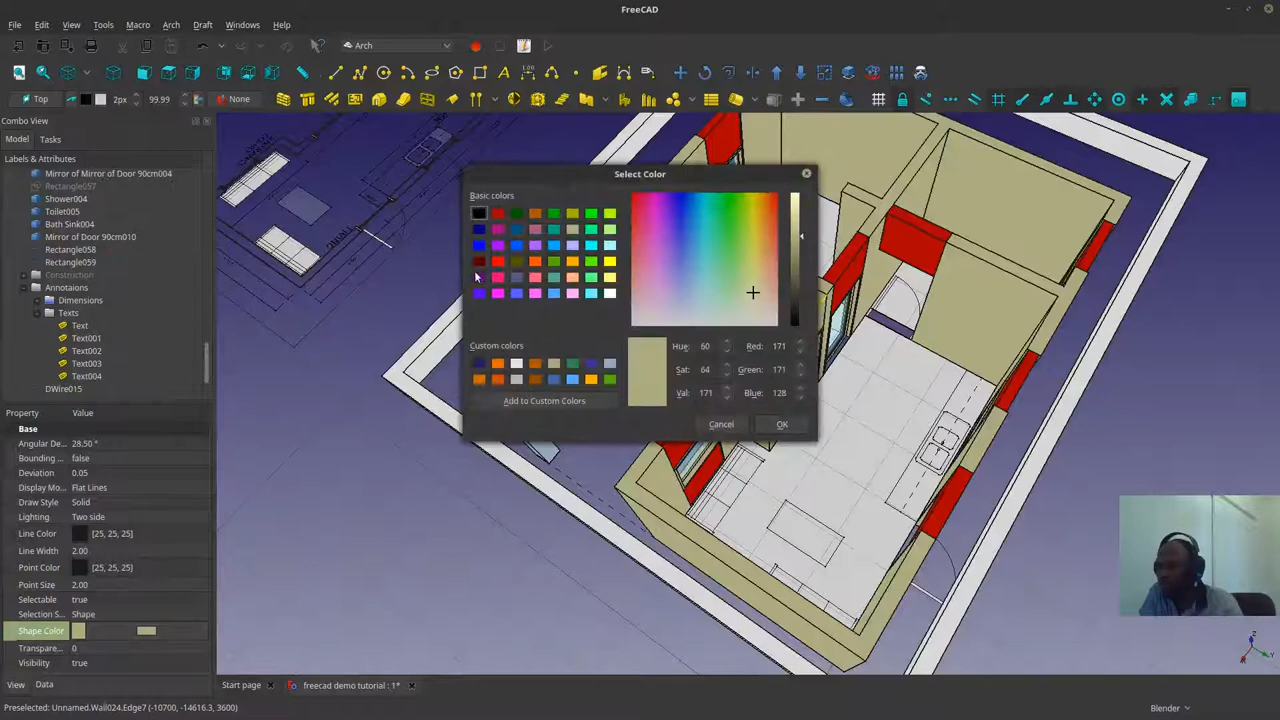 FreeCAD
File Edit View Tools Macro Arch Draft Windows Help
Arch
Top 2px 99.99 None
Combo View
Model Tasks
Labels & Attributes
Mirror of Mirror of Door 90cm004
Rectangle057
Shower004
Toilet005
Bath Sink004
Mirror of Door 90cm010
Rectangle058
Rectangle059
Construction
Annotaions
Dimensions
Texts
Text
Text001
Text002
Text003
Text004
DWire015
Property Value
Base
Angular De... 28.50 °
Bounding ... false
Deviation 0.05
Display Mo... Flat Lines
Draw Style Solid
Lighting Two side
Line Color [25, 25, 25]
Line Width 2.00
Point Color [25, 25, 25]
Point Size 2.00
Selectable true
Selection S... Shape
Shape Color
Transpare... 0
Visibility true
View Data
Select Color
Basic colors
Custom colors
Add to Custom Colors
Hue: 60 Red: 171
Sat: 64 Green: 171
Val: 171 Blue: 128
Cancel OK
Start page freecad demo tutorial : 1*
Preselected: Unnamed.Wall024.Edge7 (-10700, -14616.3, 3600)
Blender